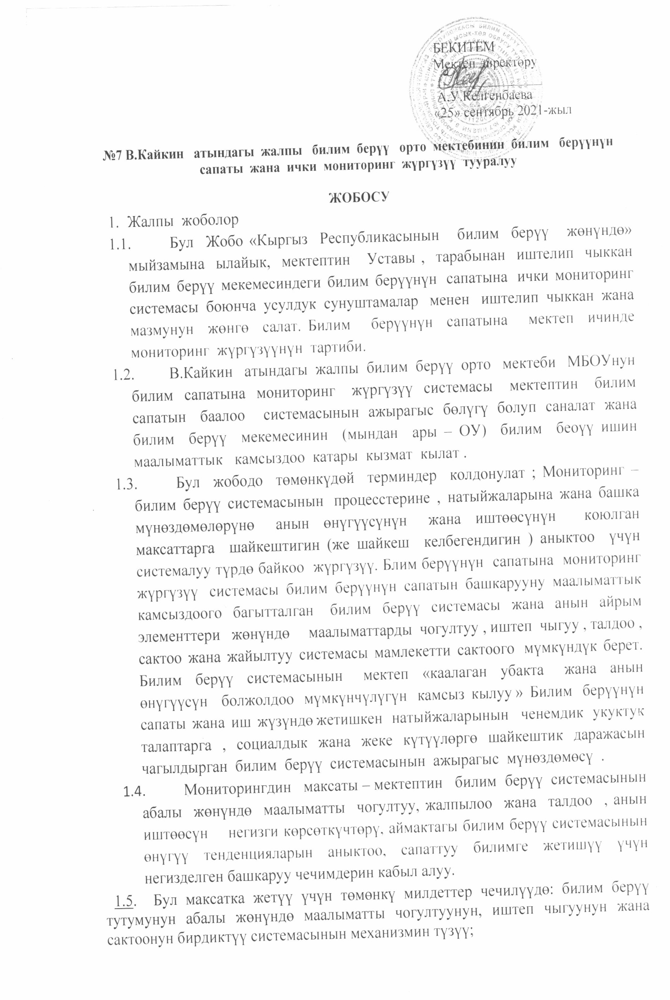 БЕКИТЕМ
Мектеп директору
А.У.Келгенбаева
«25» сентябрь 2021-жыл
№7 В.Кайкин атындагы жалпы билим берүү орто мектебинин билим берүүнүн
сапаты жана ички мониторинг жүргүзүү тууралуу
ЖОБОСУ
1. Жалпы жоболор
1.1. Бул Жобо «Кыргыз Республикасынын билим берүү жөнүндө»
мыйзамына ылайык, мектептин Уставы , тарабынан иштелип чыккан
билим берүү мекемесиндеги билим берүүнүн сапатына ички мониторинг
системасы боюнча усулдук сунуштамалар менен иштелип чыккан жана
мазмунун жөнгө салат. Билим берүүнүн сапатына мектеп ичинде
мониторинг жүргүзүүнүн тартиби.
1.2. В.Кайкин атындагы жалпы билим берүү орто мектеби МБОУнун
билим сапатына мониторинг жүргүзүү системасы мектептин билим
сапатын баалоо системасынын ажырагыс бөлүгү болуп саналат жана
билим берүү мекемесинин (мындан ары – ОУ) билим беоүү ишин
маалыматтык камсыздоо катары кызмат кылат .
1.3. Бул жободо төмөнкүдөй терминдер колдонулат ; Мониторинг –
билим берүү системасынын процесстерине , натыйжаларына жана башка
мүнөздөмөлөрүнө анын өнүгүүсүнүн жана иштөөсүнүн коюлган
максаттарга шайкештигин (же шайкеш келбегендигин ) аныктоо үчүн
системалуу түрдө байкоо жүргүзүү. Блим берүүнүн сапатына мониторинг
жүргүзүү системасы билим берүүнүн сапатын башкарууну маалыматтык
камсыздоого багытталган билим берүү системасы жана анын айрым
элементтери жөнүндө маалыматтарды чогултуу , иштеп чыгуу , талдоо ,
сактоо жана жайылтуу системасы мамлекетти сактоого мүмкүндүк берет.
Билим берүү системасынын мектеп «каалаган убакта жана анын
өнүгүүсүн болжолдоо мүмкүнчүлүгүн камсыз кылуу » Билим берүүнүн
сапаты жана иш жүзүндө жетишкен натыйжаларынын ченемдик укуктук
талаптарга , социалдык жана жеке күтүүлөргө шайкештик даражасын
чагылдырган билим берүү системасынын ажырагыс мүнөздөмөсү .
1.4. Мониторингдин максаты – мектептин билим берүү системасынын
абалы жөнүндө маалыматты чогултуу, жалпылоо жана талдоо , анын
иштөөсүн негизги көрсөткүчтөрү, аймактагы билим берүү системасынын
өнүгүү тенденцияларын аныктоо, сапаттуу билимге жетишүү үчүн
негизделген башкаруу чечимдерин кабыл алуу.
1.5. Бул максатка жетүү үчүн төмөнкү милдеттер чечилүүдө: билим берүү
тутумунун абалы жөнүндө маалыматты чогултуунун, иштеп чыгуунун жана
сактоонун бирдиктүү системасынын механизмин түзүү;